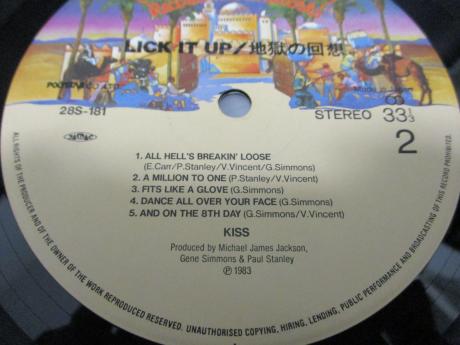 LICK IT UP/地獄の回想
28S-181
STEREO 33 1/3
2
1. ALL HELL'S BREAKIN' LOOSE
(E.Carr/P.Stanley/V.Vincent/G.Simmons)
2. A MILLION TO ONE (P.Stanley/V.Vincent)
3. FITS LIKE A GLOVE (G.Simmons)
4. DANCE ALL OVER YOUR FACE (G.Simmons)
5. AND ON THE 8TH DAY (G.Simmons/V.Vincent)
KISS
Produced by Michael James Jackson,
Gene Simmons & Paul Stanley
Ⓟ 1983
ALL RIGHTS OF THE MANUFACTURER AND OF THE OWNER OF THE WORK REPRODUCED RESERVED. UNAUTHORISED COPYING, HIRING, LENDING, PUBLIC PERFORMANCE AND BROADCASTING OF THIS RECORD PROHIBITED.